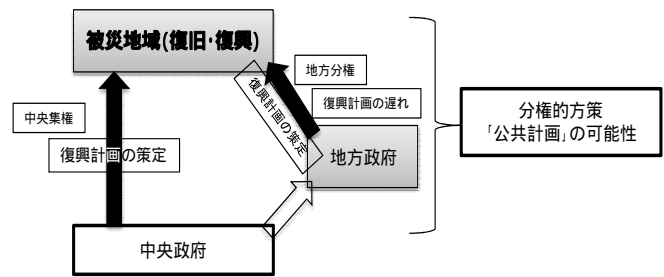 被災地域(復旧・復興)
地方分権
中央集権
復興計画の遅れ
復興計画の策定
復興計画の策定
地方政府
中央政府
分権的方策
「公共計画」の可能性